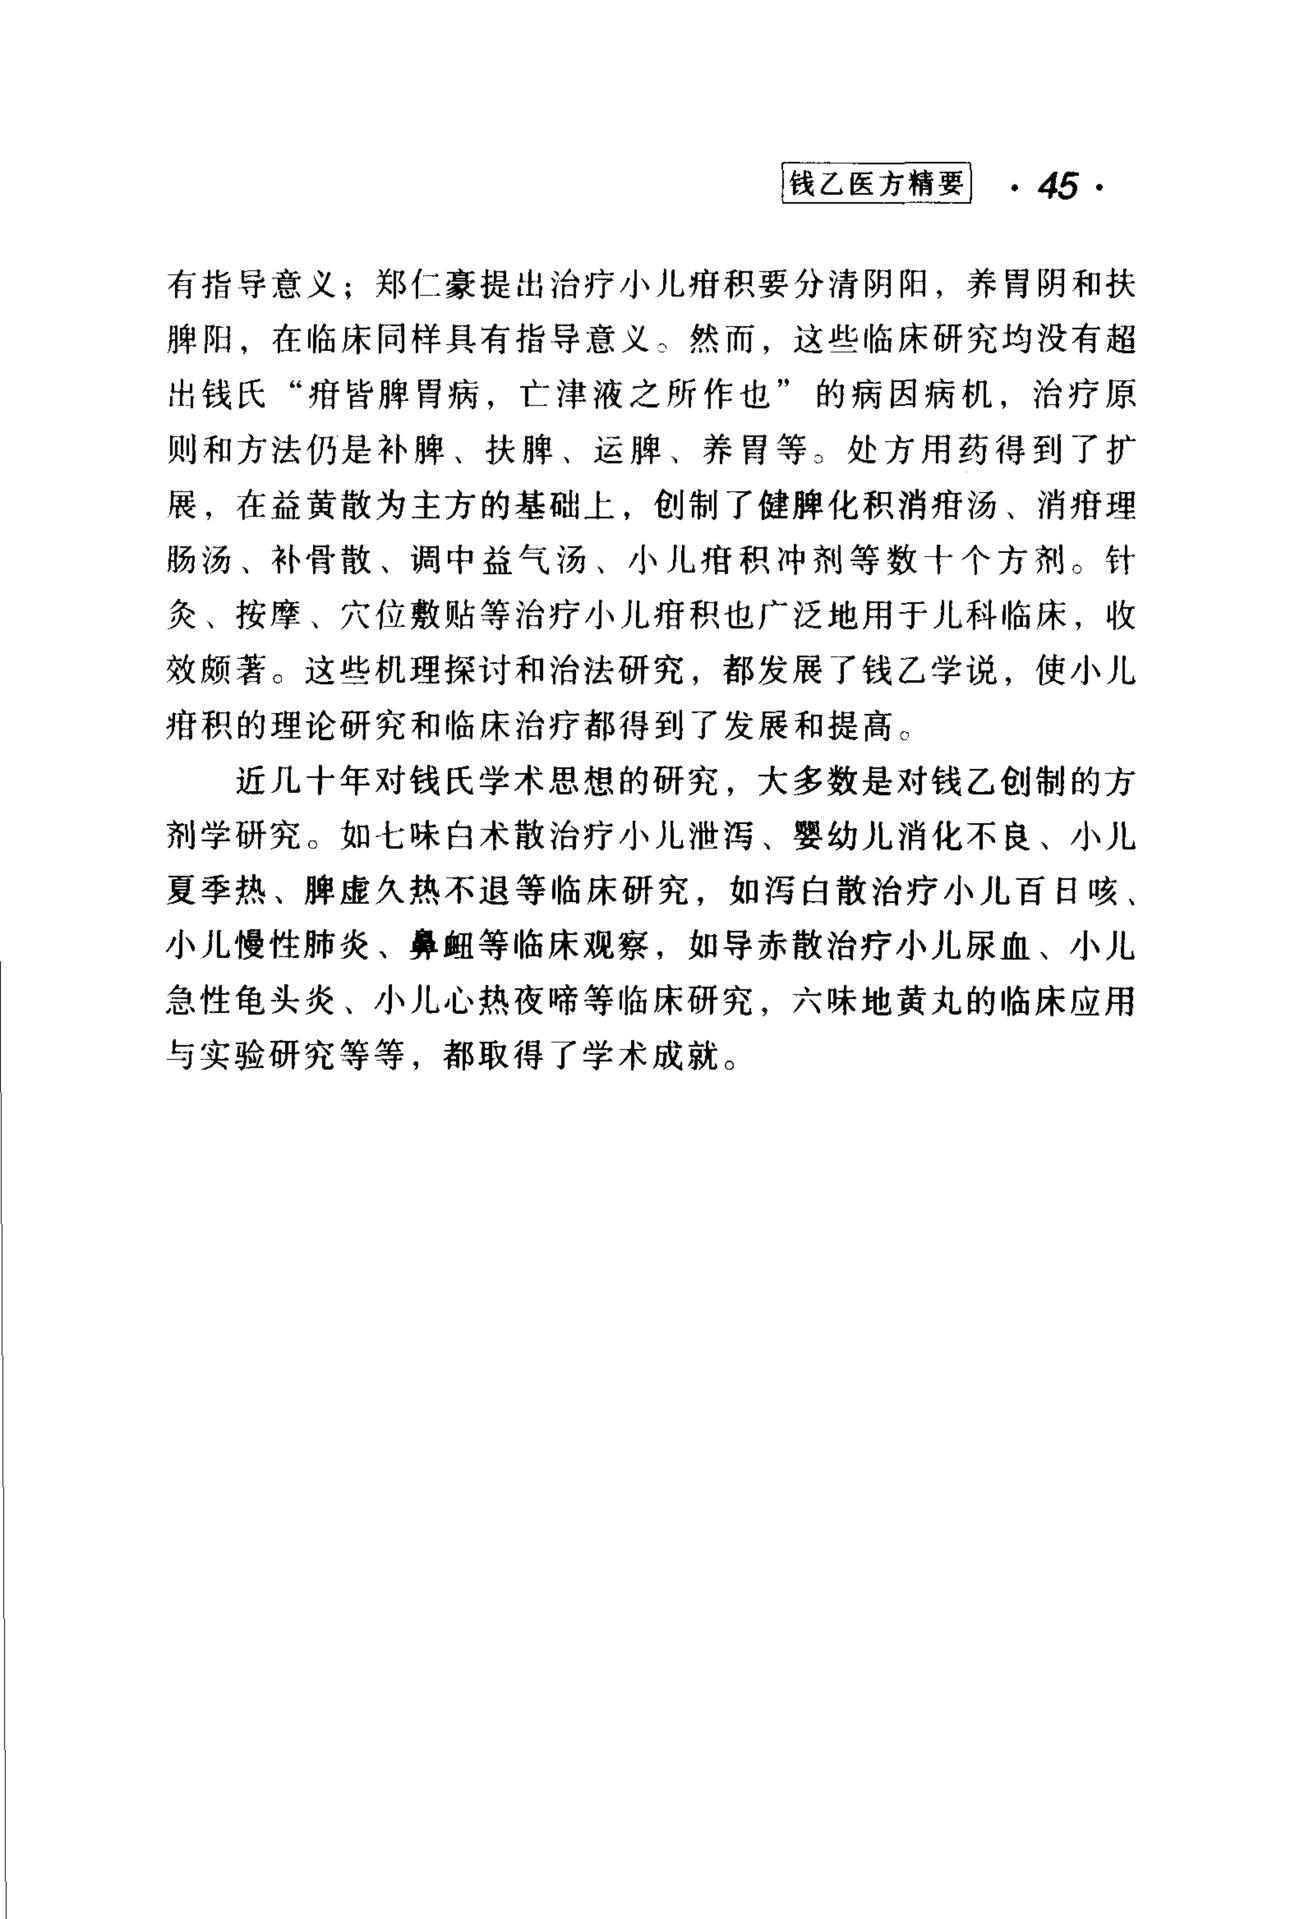 钱乙医方精要 · 45 ·
有指导意义；郑仁豪提出治疗小儿疳积要分清阴阳，养胃阴和扶
脾阳，在临床同样具有指导意义。然而，这些临床研究均没有超
出钱氏“疳皆脾胃病，亡津液之所作也”的病因病机，治疗原
则和方法仍是补脾、扶脾、运脾、养胃等。处方用药得到了扩
展，在益黄散为主方的基础上，创制了健脾化积消疳汤、消疳理
肠汤、补骨散、调中益气汤、小儿疳积冲剂等数十个方剂。针
灸、按摩、穴位敷贴等治疗小儿疳积也广泛地用于儿科临床，收
效颇著。这些机理探讨和治法研究，都发展了钱乙学说，使小儿
疳积的理论研究和临床治疗都得到了发展和提高。
近几十年对钱氏学术思想的研究，大多数是对钱乙创制的方
剂学研究。如七味白术散治疗小儿泄泻、婴幼儿消化不良、小儿
夏季热、脾虚久热不退等临床研究，如泻白散治疗小儿百日咳、
小儿慢性肺炎、鼻衄等临床观察，如导赤散治疗小儿尿血、小儿
急性龟头炎、小儿心热夜啼等临床研究，六味地黄丸的临床应用
与实验研究等等，都取得了学术成就。